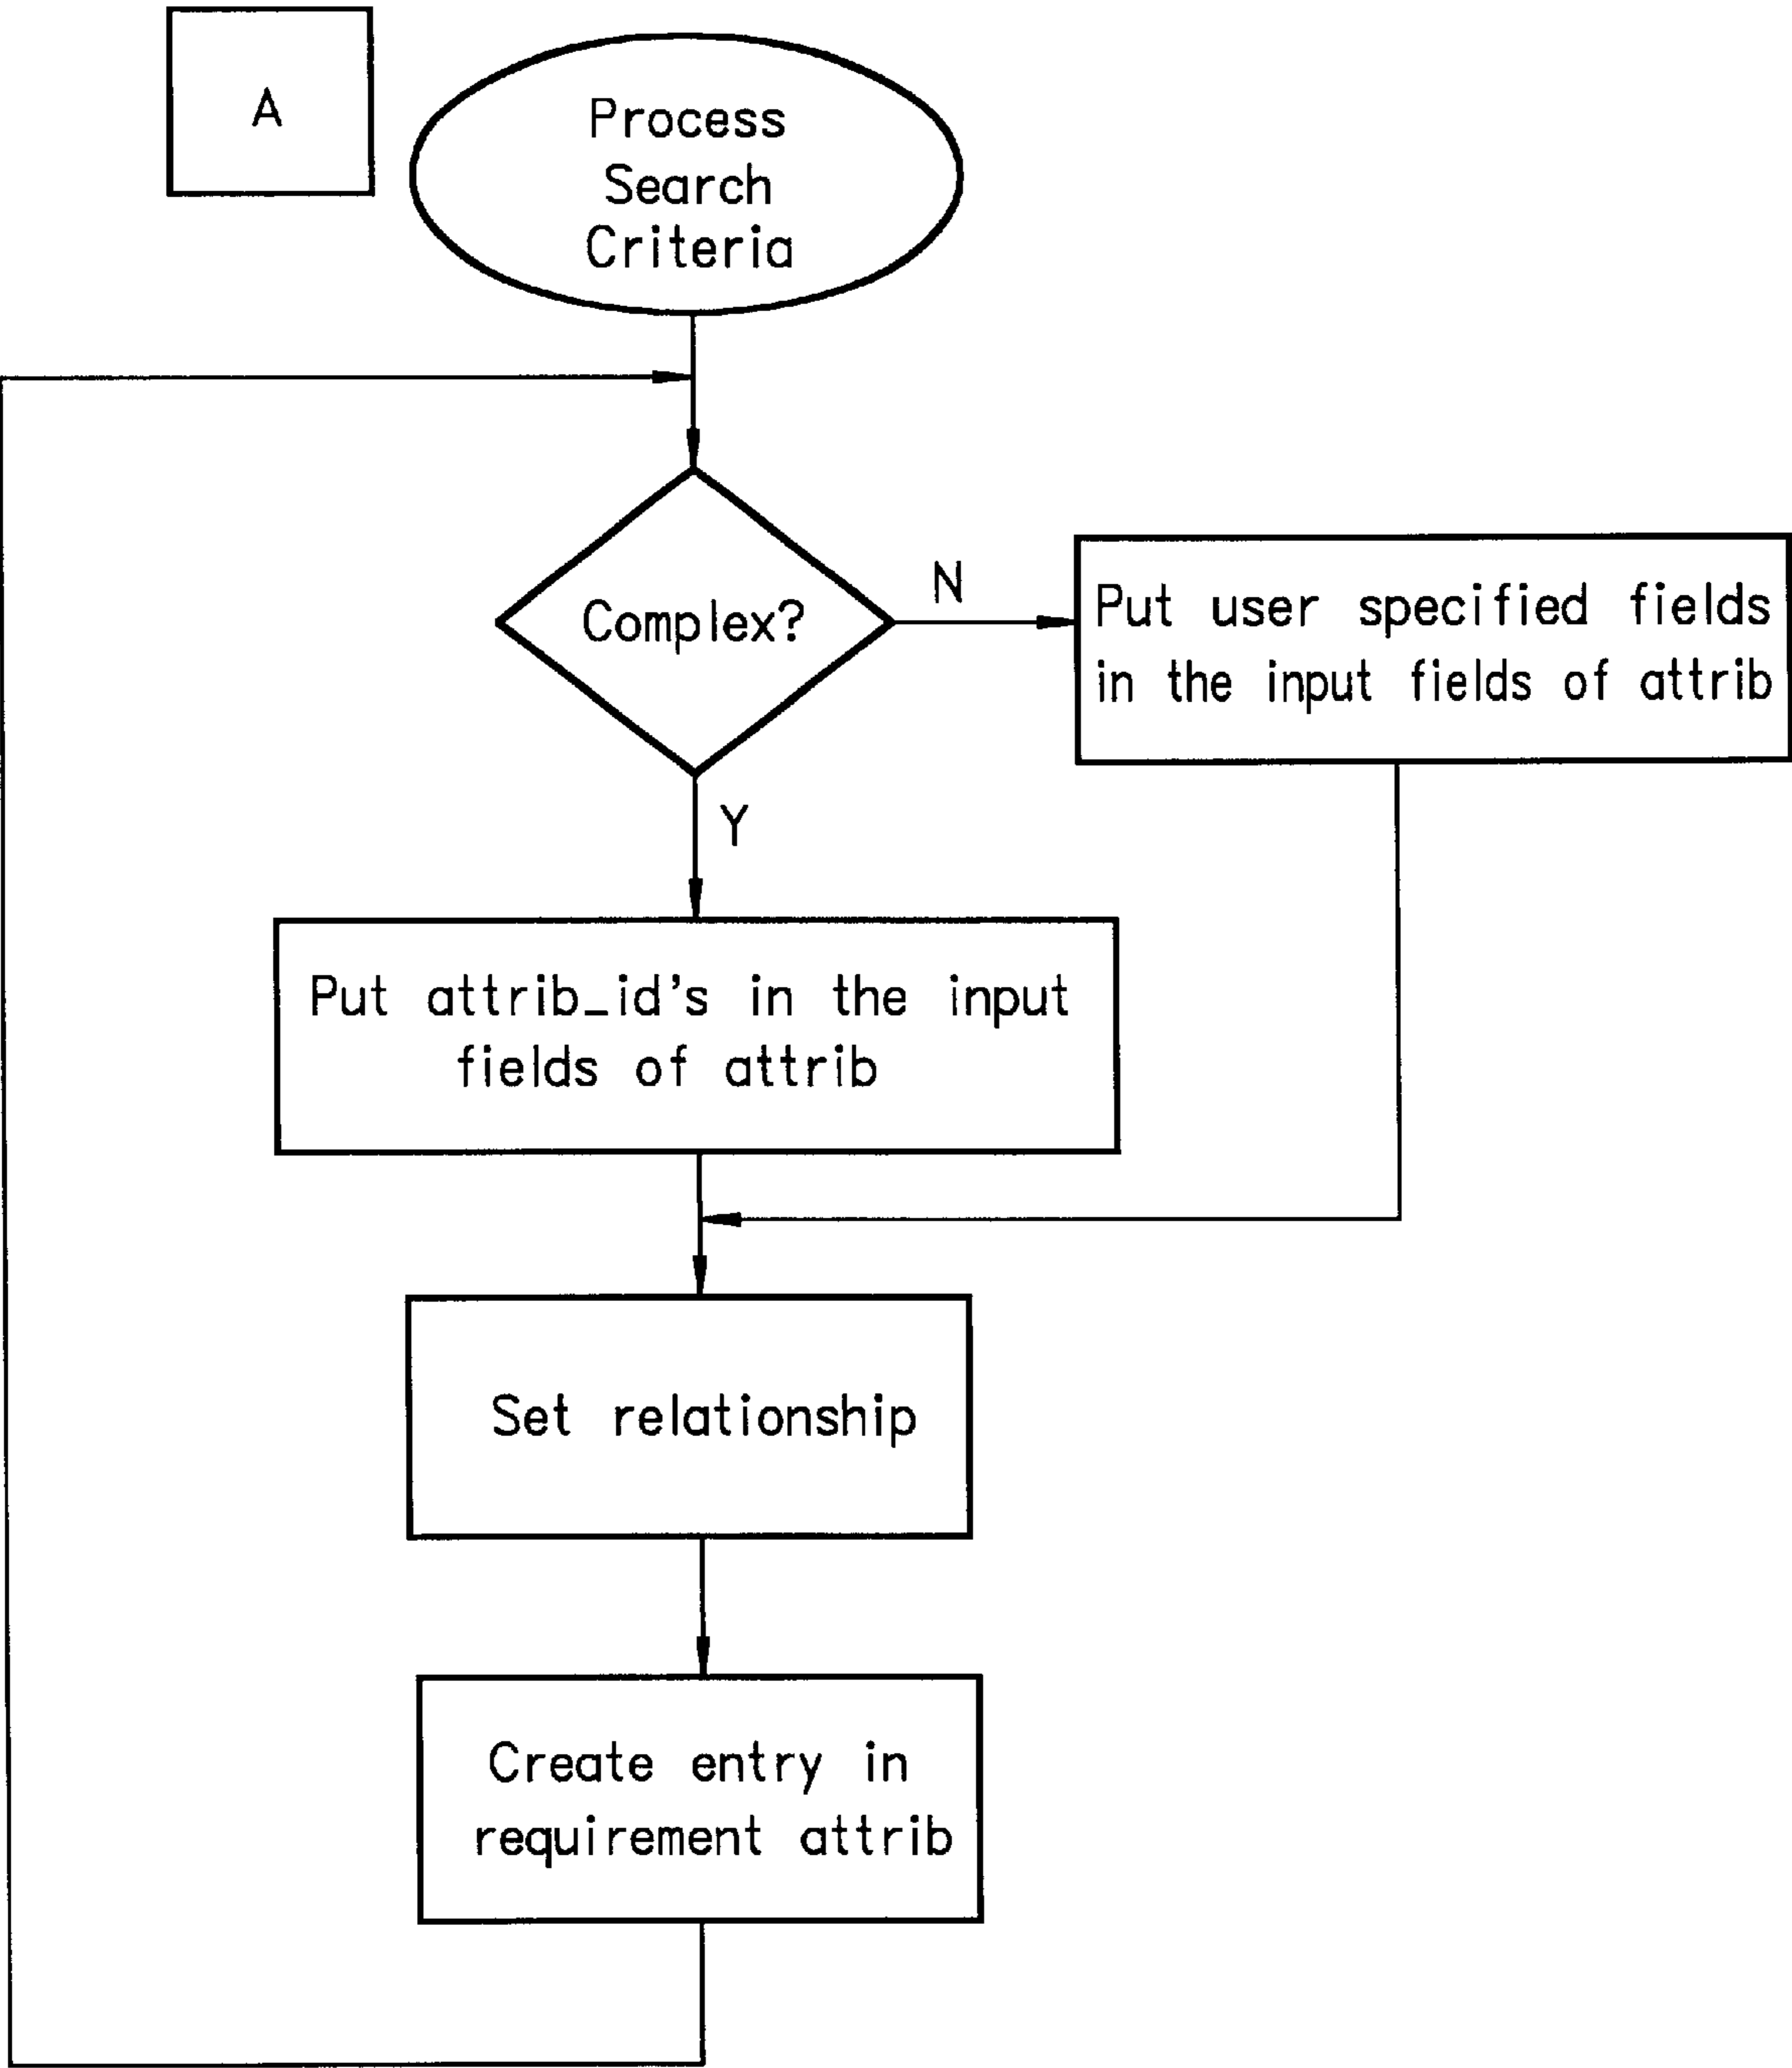 A
Process
Search
Criteria
Complex?
N
Put user specified fields
in the input fields of attrib
Y
Put attrib_id's in the input
fields of attrib
Set relationship
Create entry in
requirement attrib